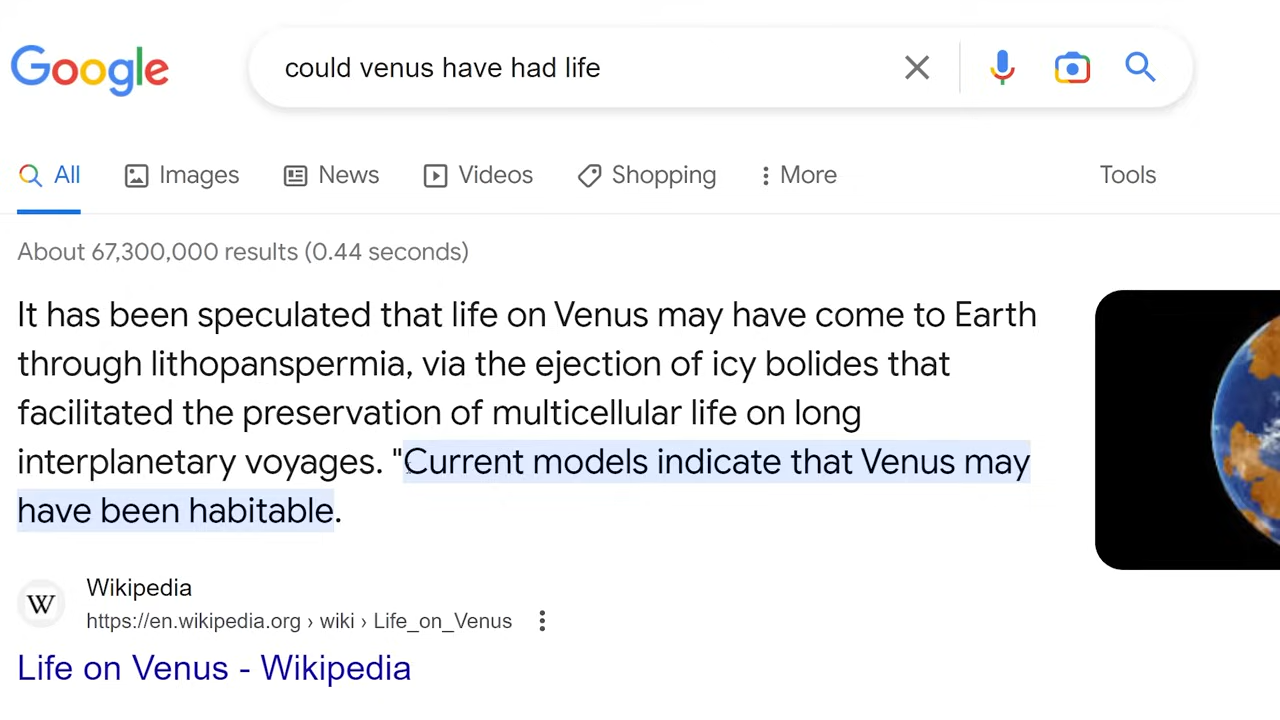 Google
could venus have had life
All Images News Videos Shopping More Tools
About 67,300,000 results (0.44 seconds)
It has been speculated that life on Venus may have come to Earth
through lithopanspermia, via the ejection of icy bolides that
facilitated the preservation of multicellular life on long
interplanetary voyages. "Current models indicate that Venus may
have been habitable.
W
Wikipedia
https://en.wikipedia.org › wiki › Life_on_Venus
Life on Venus - Wikipedia